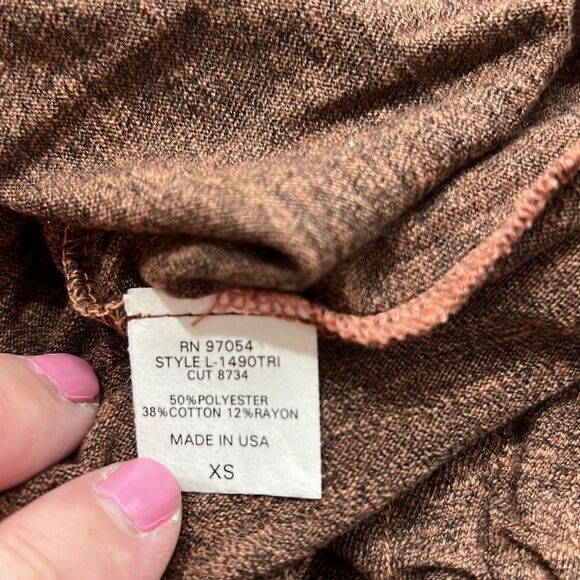 RN 97054
STYLE L-1490TRI
CUT 8734
50%POLYESTER
38%COTTON 12%RAYON
MADE IN USA
XS